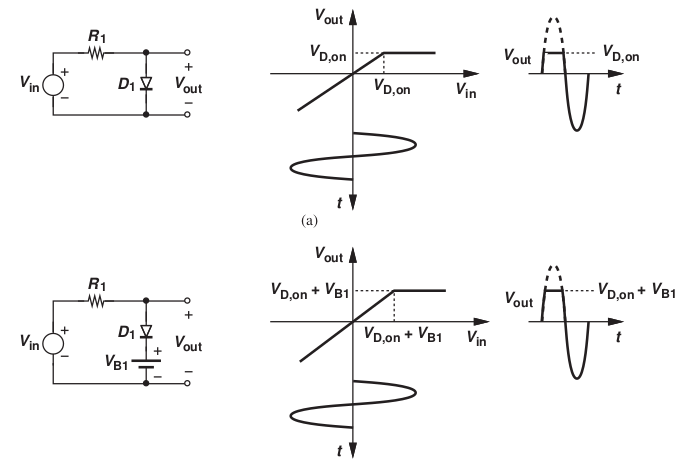 R1
Vin
+
−
D1
+
Vout
−
Vout
VD,on
VD,on
Vin
t
Vout
VD,on
t
(a)
R1
Vin
+
−
D1
VB1
+
−
+
Vout
−
Vout
VD,on + VB1
VD,on + VB1
Vin
t
Vout
VD,on + VB1
t